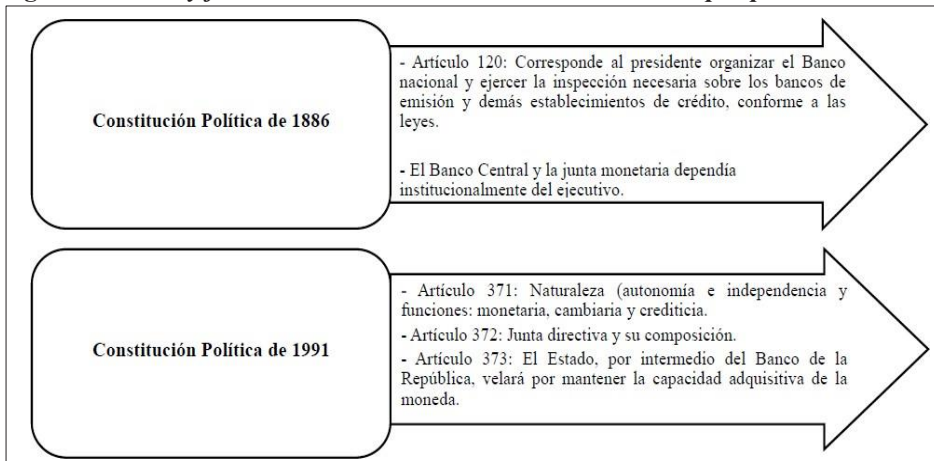 Constitución Política de 1886
- Artículo 120: Corresponde al presidente organizar el Banco
nacional y ejercer la inspección necesaria sobre los bancos de
emisión y demás establecimientos de crédito, conforme a las
leyes.
- El Banco Central y la junta monetaria dependía
institucionalmente del ejecutivo.
Constitución Política de 1991
- Artículo 371: Naturaleza (autonomía e independencia y
funciones: monetaria, cambiaria y crediticia.
- Artículo 372: Junta directiva y su composición.
- Artículo 373: El Estado, por intermedio del Banco de la
República, velará por mantener la capacidad adquisitiva de la
moneda.